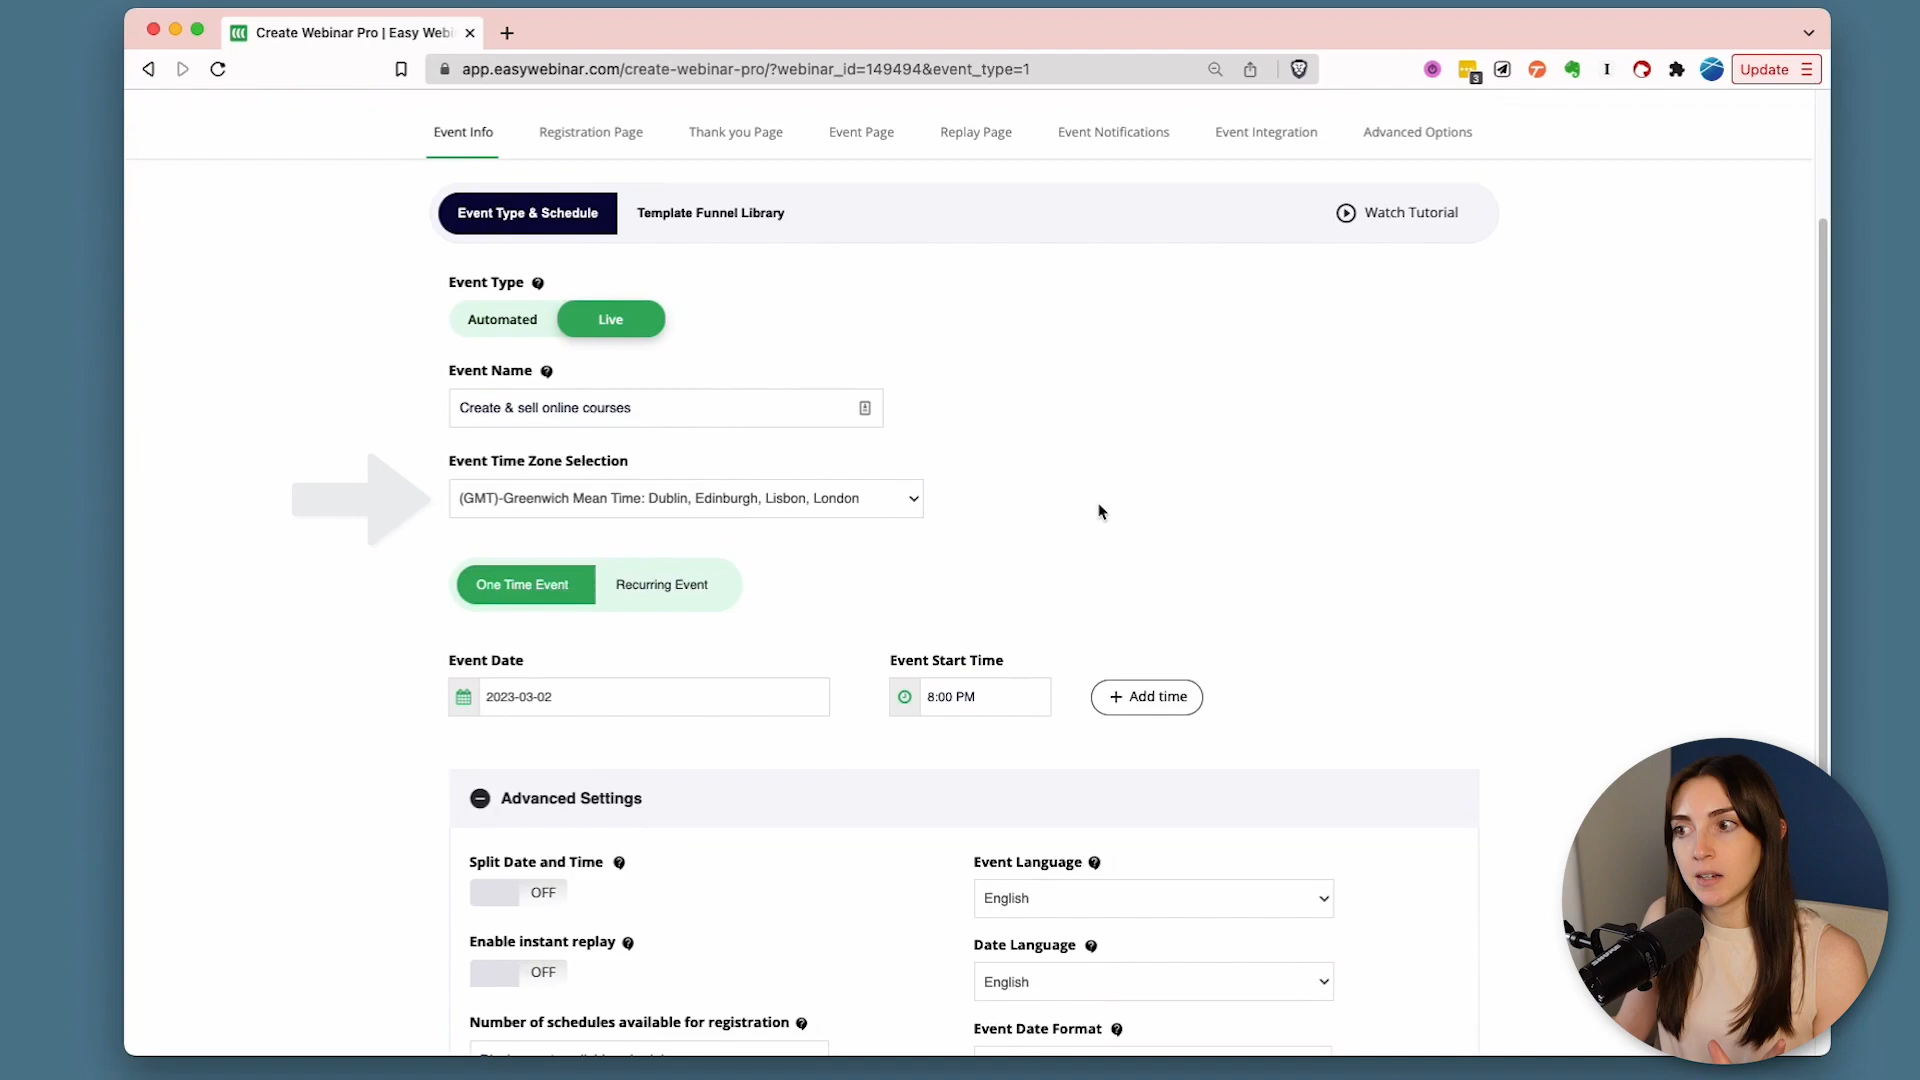 Create Webinar Pro | Easy Webi
app.easywebinar.com/create-webinar-pro/?webinar_id=149494&event_type=1
3
I
Update
Event Info
Registration Page
Thank you Page
Event Page
Replay Page
Event Notifications
Event Integration
Advanced Options
Event Type & Schedule
Template Funnel Library
Watch Tutorial
Event Type
Automated
Live
Event Name
Create & sell online courses
Event Time Zone Selection
(GMT)-Greenwich Mean Time: Dublin, Edinburgh, Lisbon, London
One Time Event
Recurring Event
Event Date
Event Start Time
2023-03-02
8:00 PM
+ Add time
Advanced Settings
Split Date and Time
OFF
Event Language
English
Enable instant replay
OFF
Date Language
English
Number of schedules available for registration
Event Date Format